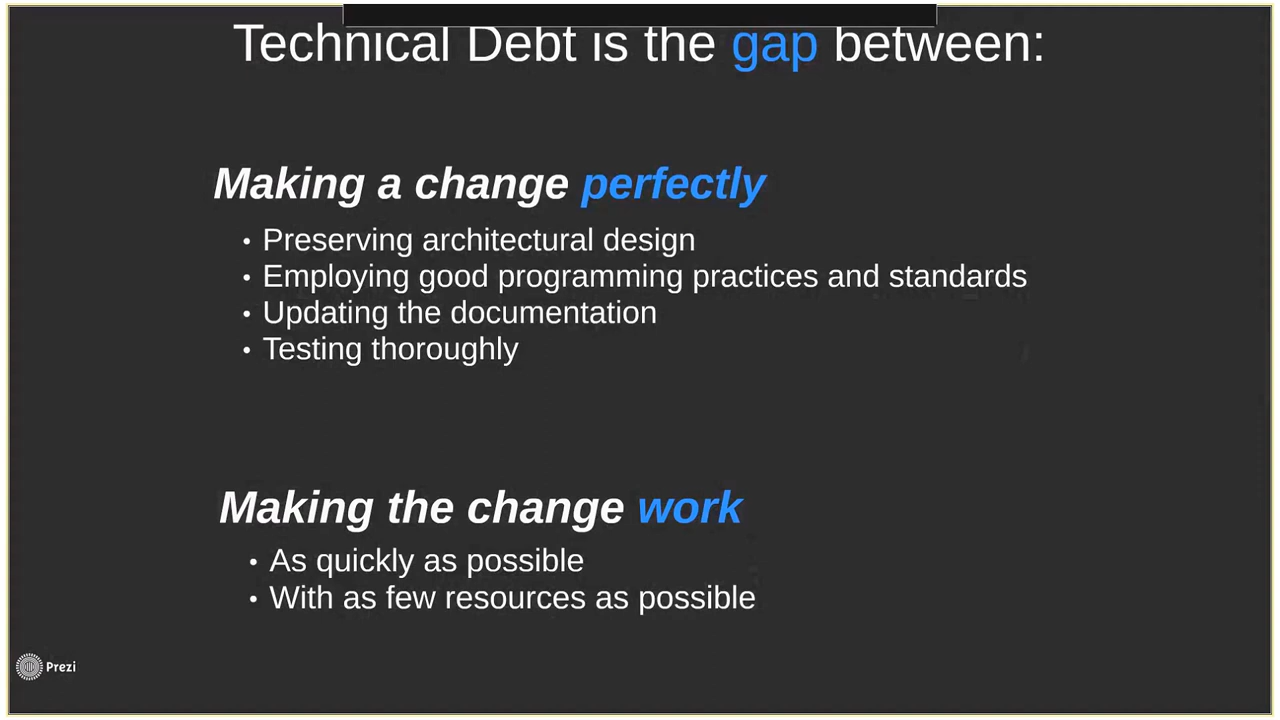 Technical Debt is the gap between:
Making a change perfectly
• Preserving architectural design
• Employing good programming practices and standards
• Updating the documentation
• Testing thoroughly
Making the change work
• As quickly as possible
• With as few resources as possible
Prezi